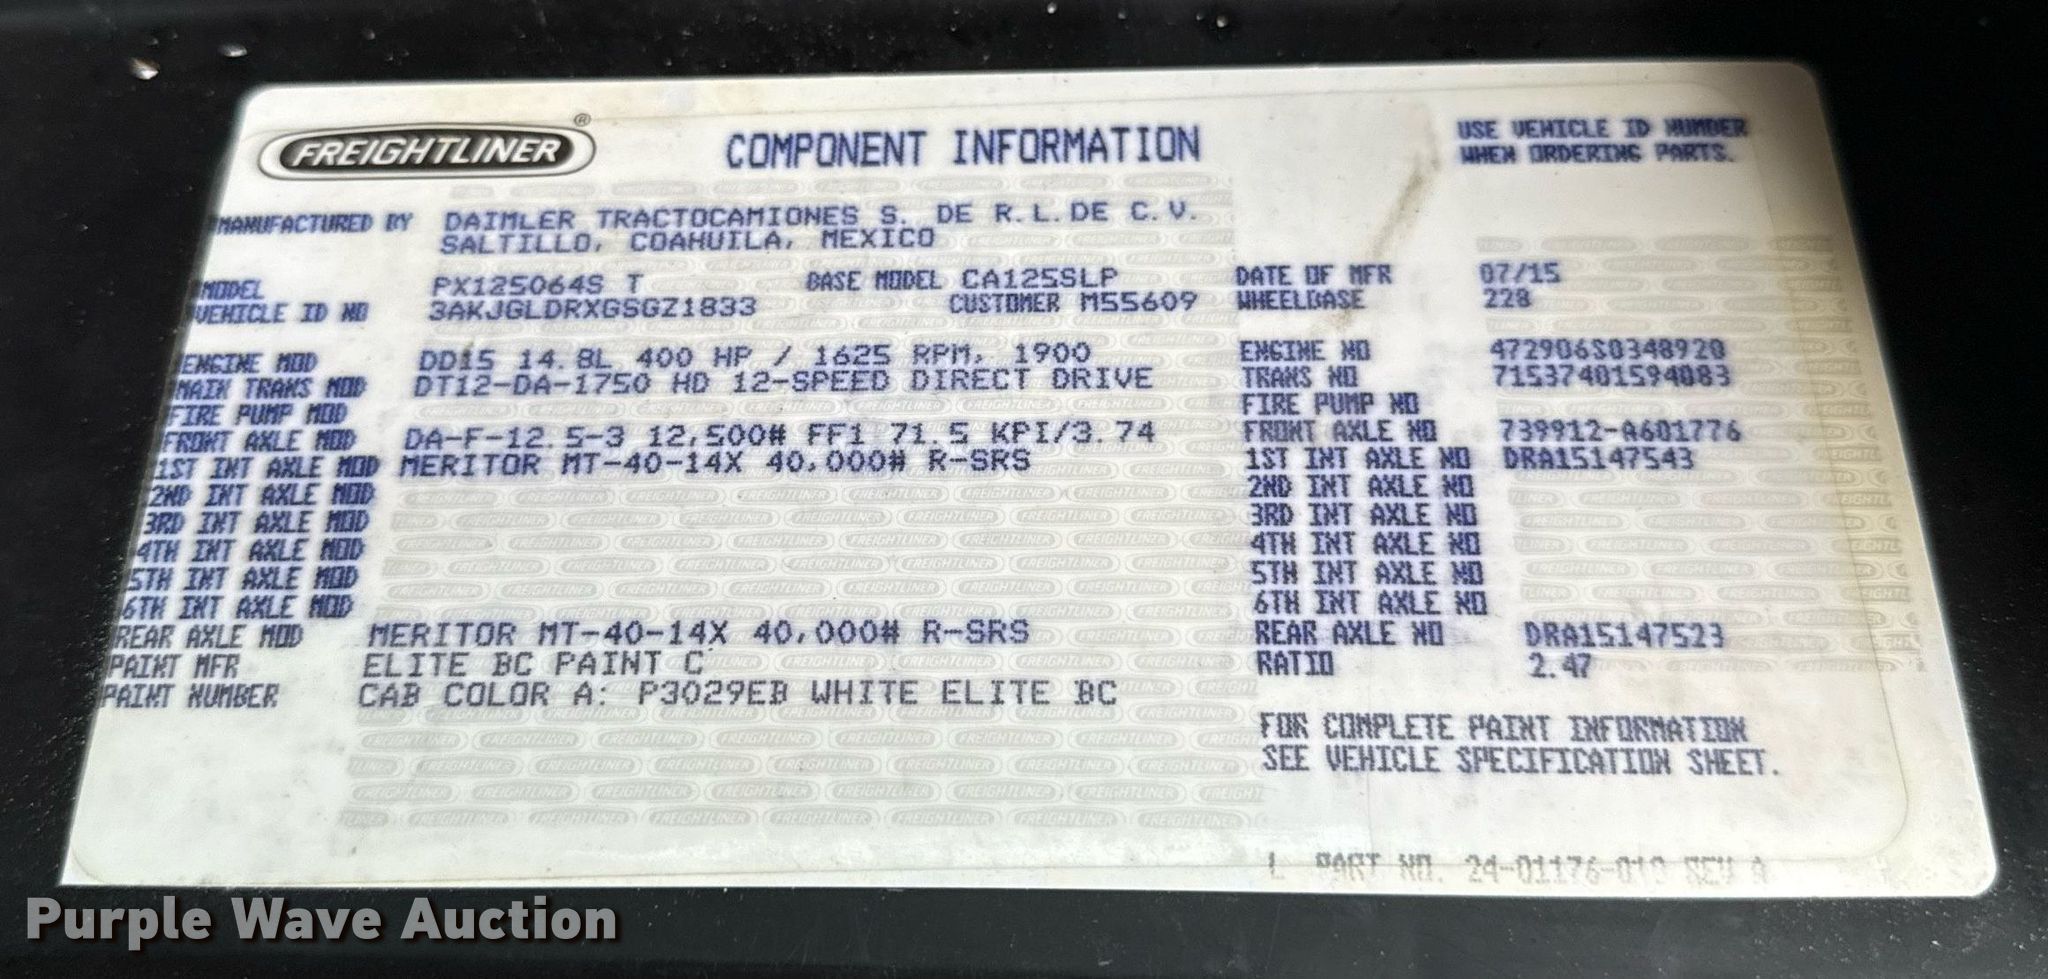 FREIGHTLINER ®
COMPONENT INFORMATION
USE VEHICLE ID NUMBER
WHEN ORDERING PARTS.
MANUFACTURED BY DAIMLER TRACTOCAMIONES S. DE R.L.DE C.V.
SALTILLO, COAHUILA, MEXICO
MODEL PX125064S T BASE MODEL CA125SLP DATE OF MFR 07/15
VEHICLE ID NO 3AKJGLDRXGSGZ1833 CUSTOMER M55609 WHEELBASE 228
ENGINE MOD DD15 14.8L 400 HP / 1625 RPM, 1900 ENGINE NO 472906S0348920
MAIN TRANS MOD DT12-DA-1750 HD 12-SPEED DIRECT DRIVE TRANS NO 71537401594083
FIRE PUMP MOD FIRE PUMP NO
FRONT AXLE MOD DA-F-12.5-3 12,500# FF1 71.5 KPI/3.74 FRONT AXLE NO 739912-A601776
1ST INT AXLE MOD MERITOR MT-40-14X 40,000# R-SRS 1ST INT AXLE NO DRA15147543
2ND INT AXLE MOD 2ND INT AXLE NO
3RD INT AXLE MOD 3RD INT AXLE NO
4TH INT AXLE MOD 4TH INT AXLE NO
5TH INT AXLE MOD 5TH INT AXLE NO
6TH INT AXLE MOD 6TH INT AXLE NO
REAR AXLE MOD MERITOR MT-40-14X 40,000# R-SRS REAR AXLE NO DRA15147523
PAINT MFR ELITE BC PAINT C RATIO 2.47
PAINT NUMBER CAB COLOR A: P3029EB WHITE ELITE BC
FOR COMPLETE PAINT INFORMATION
SEE VEHICLE SPECIFICATION SHEET.
PART NO. REV A
Purple Wave Auction